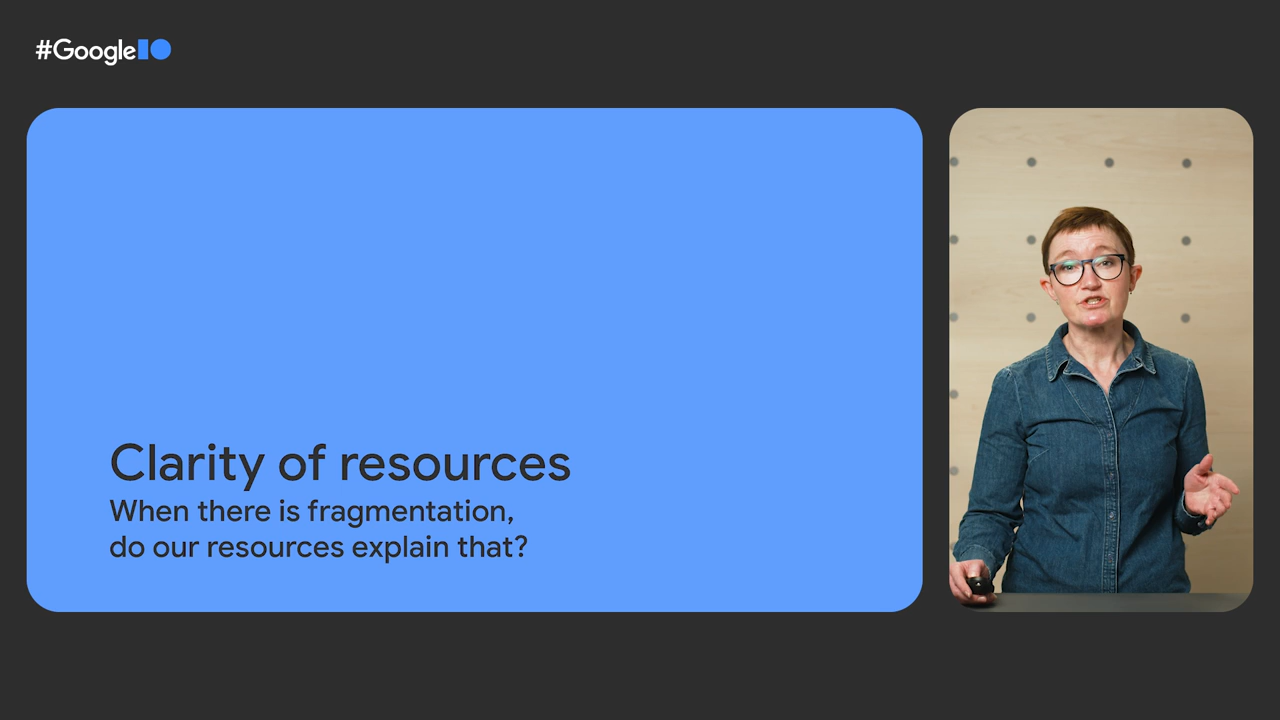 #GoogleIO
Clarity of resources
When there is fragmentation,
do our resources explain that?